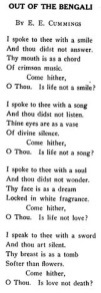 OUT OF THE BENGALI
BY E. E. CUMMINGS
I spoke to thee with a smile
And thou didst not answer.
Thy mouth is as a chord
Of crimson music.
Come hither,
O Thou. Is life not a smile?
I spoke to thee with a song
And thou didst not listen.
Thine eyes are as a vase
Of divine silence.
Come hither,
O Thou. Is life not a song?
I spoke to thee with a soul
And thou didst not wonder.
Thy face is as a dream
Locked in white fragrance.
Come hither,
O Thou. Is life not love?
I speak to thee with a sword
And thou art silent.
Thy breast is as a tomb
Softer than flowers.
Come hither,
O Thou. Is love not death?